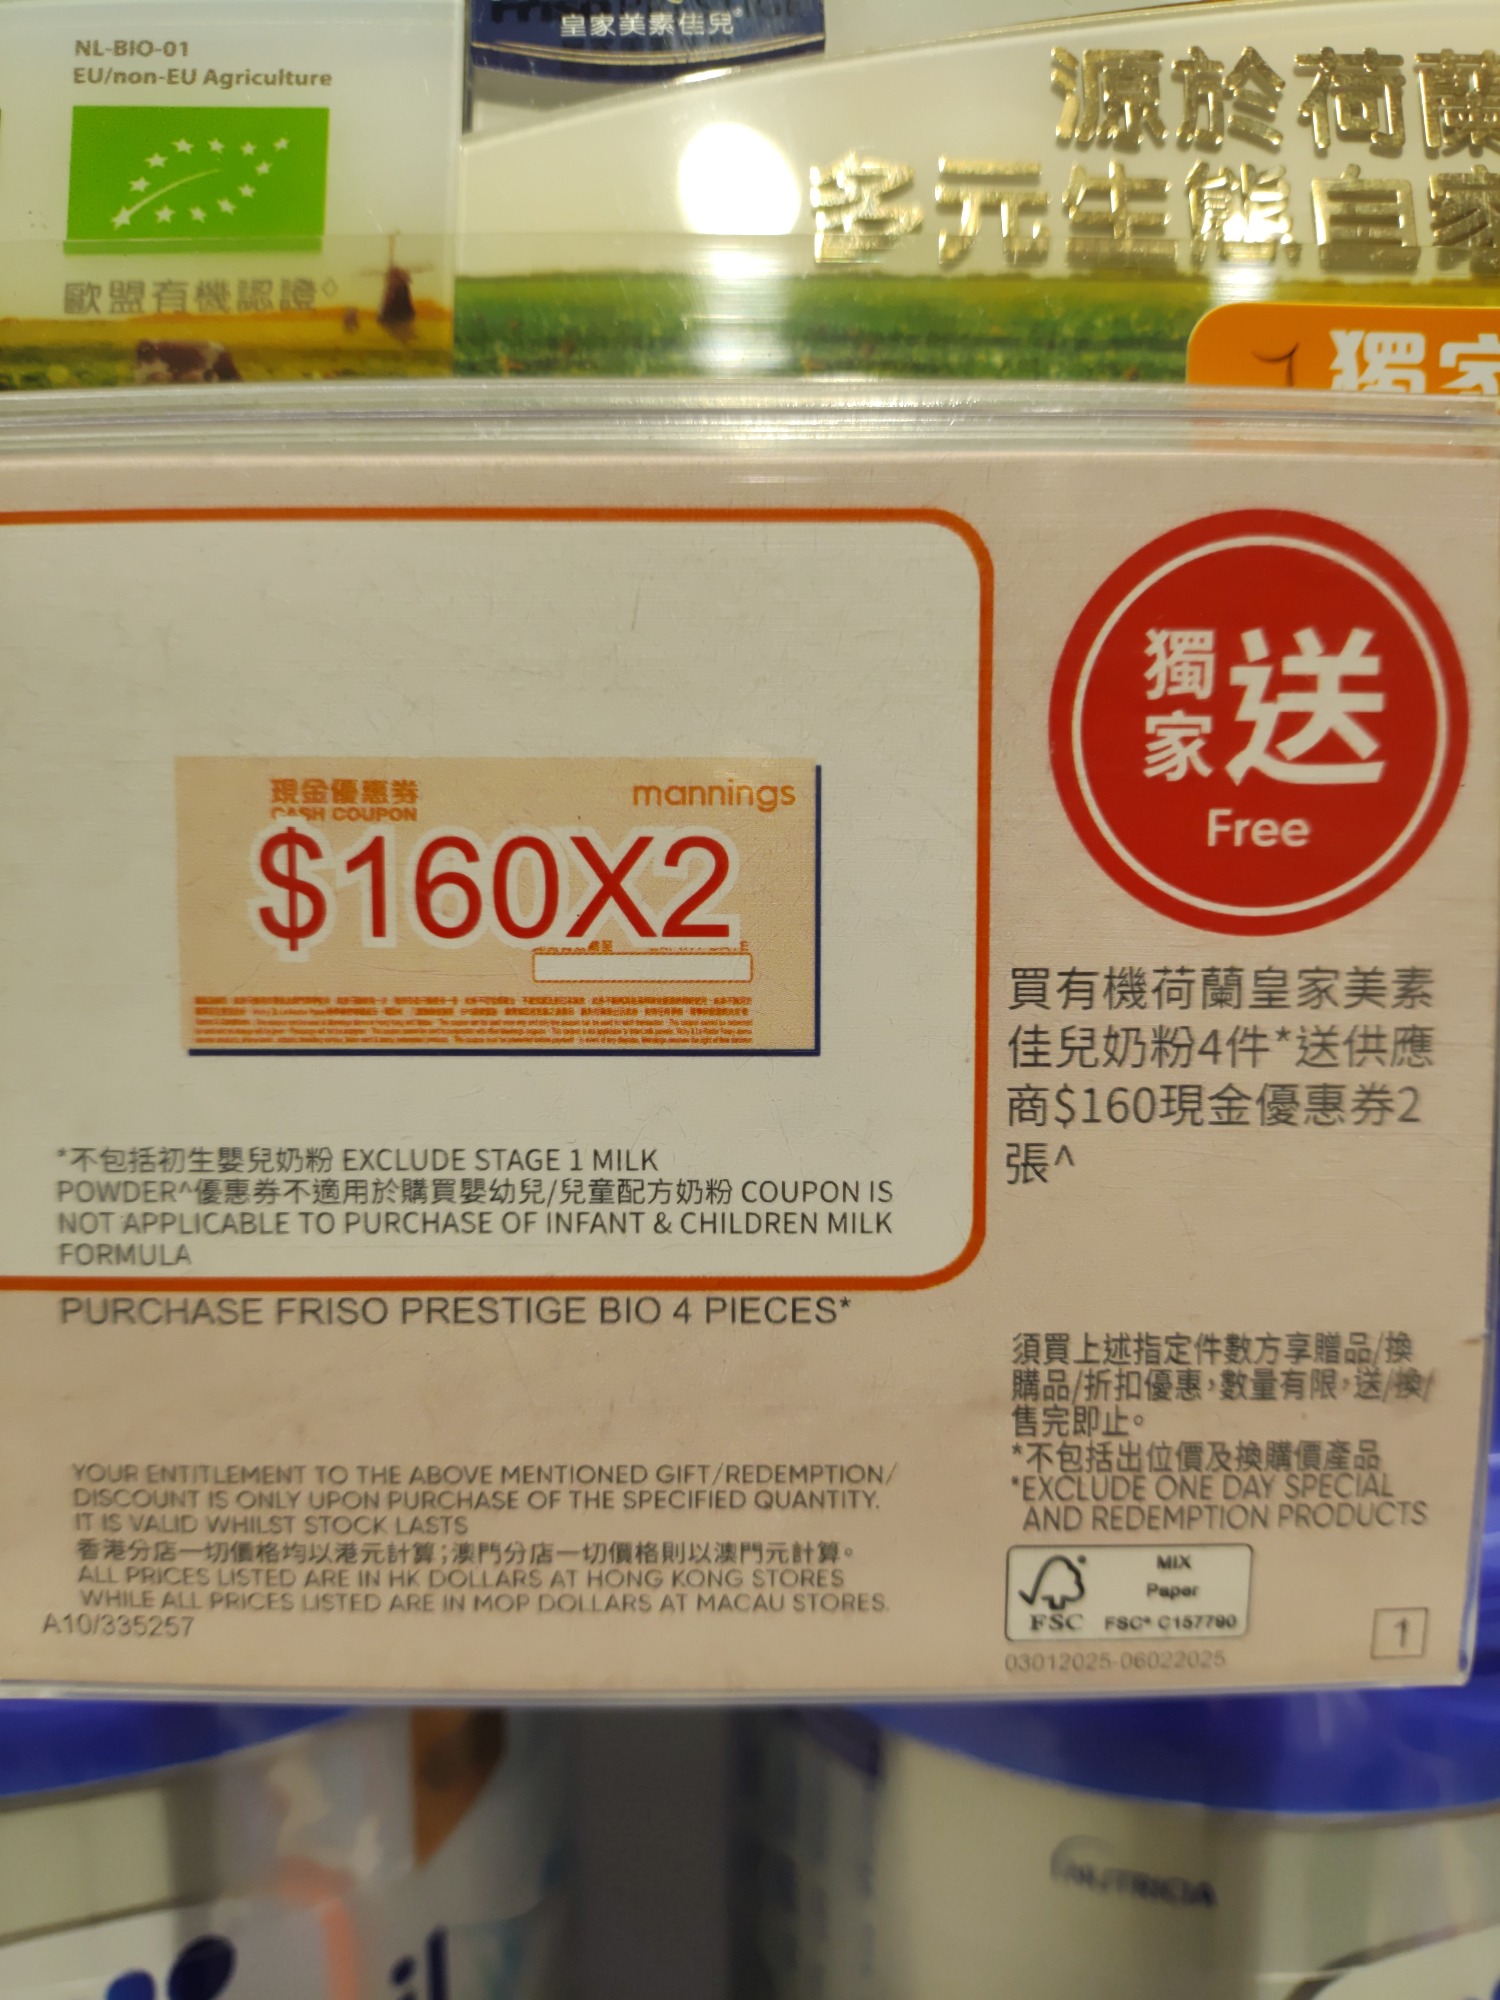 NL-BIO-01
EU/non-EU Agriculture
歐盟有機認證◊
皇家美素佳兒
源於荷蘭
多元生態自家
獨家
現金優惠券
CASH COUPON
mannings
$160X2
獨家送
Free
買有機荷蘭皇家美素
佳兒奶粉4件*送供應
商$160現金優惠券2
張^
*不包括初生嬰兒奶粉 EXCLUDE STAGE 1 MILK
POWDER^優惠券不適用於購買嬰幼兒/兒童配方奶粉 COUPON IS
NOT APPLICABLE TO PURCHASE OF INFANT & CHILDREN MILK
FORMULA
PURCHASE FRISO PRESTIGE BIO 4 PIECES*
須買上述指定件數方享贈品/換
購品/折扣優惠，數量有限，送/換/
售完即止。
*不包括出位價及換購價產品
*EXCLUDE ONE DAY SPECIAL
AND REDEMPTION PRODUCTS
YOUR ENTITLEMENT TO THE ABOVE MENTIONED GIFT/REDEMPTION/
DISCOUNT IS ONLY UPON PURCHASE OF THE SPECIFIED QUANTITY.
IT IS VALID WHILST STOCK LASTS
香港分店一切價格均以港元計算；澳門分店一切價格則以澳門元計算。
ALL PRICES LISTED ARE IN HK DOLLARS AT HONG KONG STORES
WHILE ALL PRICES LISTED ARE IN MOP DOLLARS AT MACAU STORES.
A10/335257
MIX
Paper
FSC
FSC® C157790
03012025-06022025
1
NUTRICIA